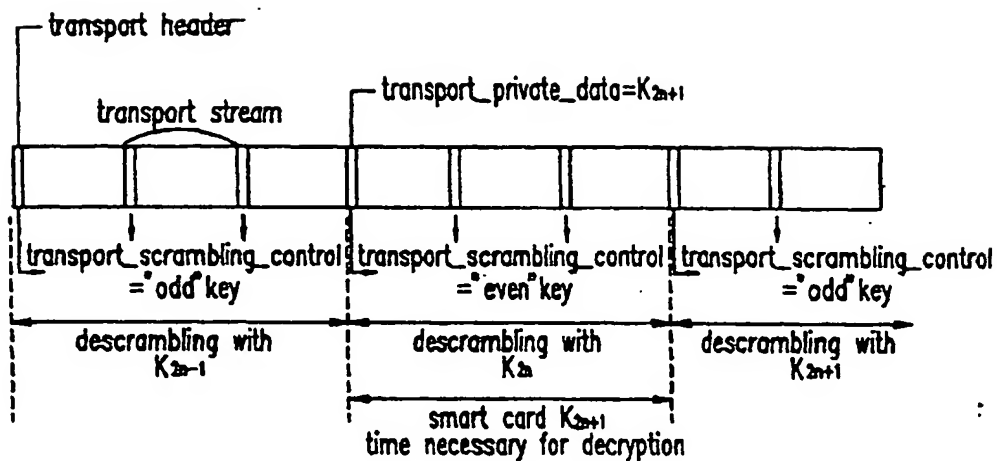 transport header
transport_private_data=K2n+1
transport stream
transport_scrambling_control
="odd" key
transport_scrambling_control
="even" key
transport_scrambling_control
="odd" key
descrambling with
K2n-1
descrambling with
K2n
descrambling with
K2n+1
smart card K2n+1
time necessary for decryption